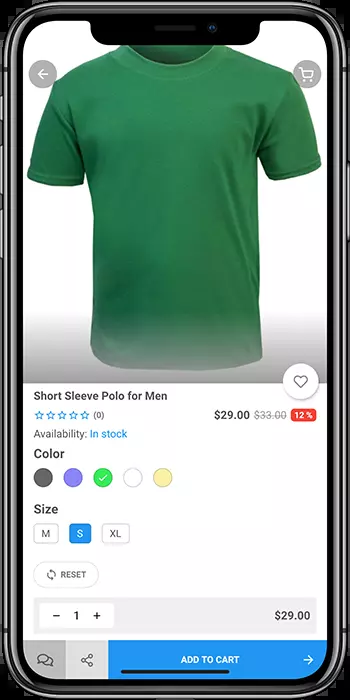 Short Sleeve Polo for Men
(0) $29.00 $33.00 12 %
Availability: In stock
Color
Size
M S XL
RESET
− 1 + $29.00
ADD TO CART